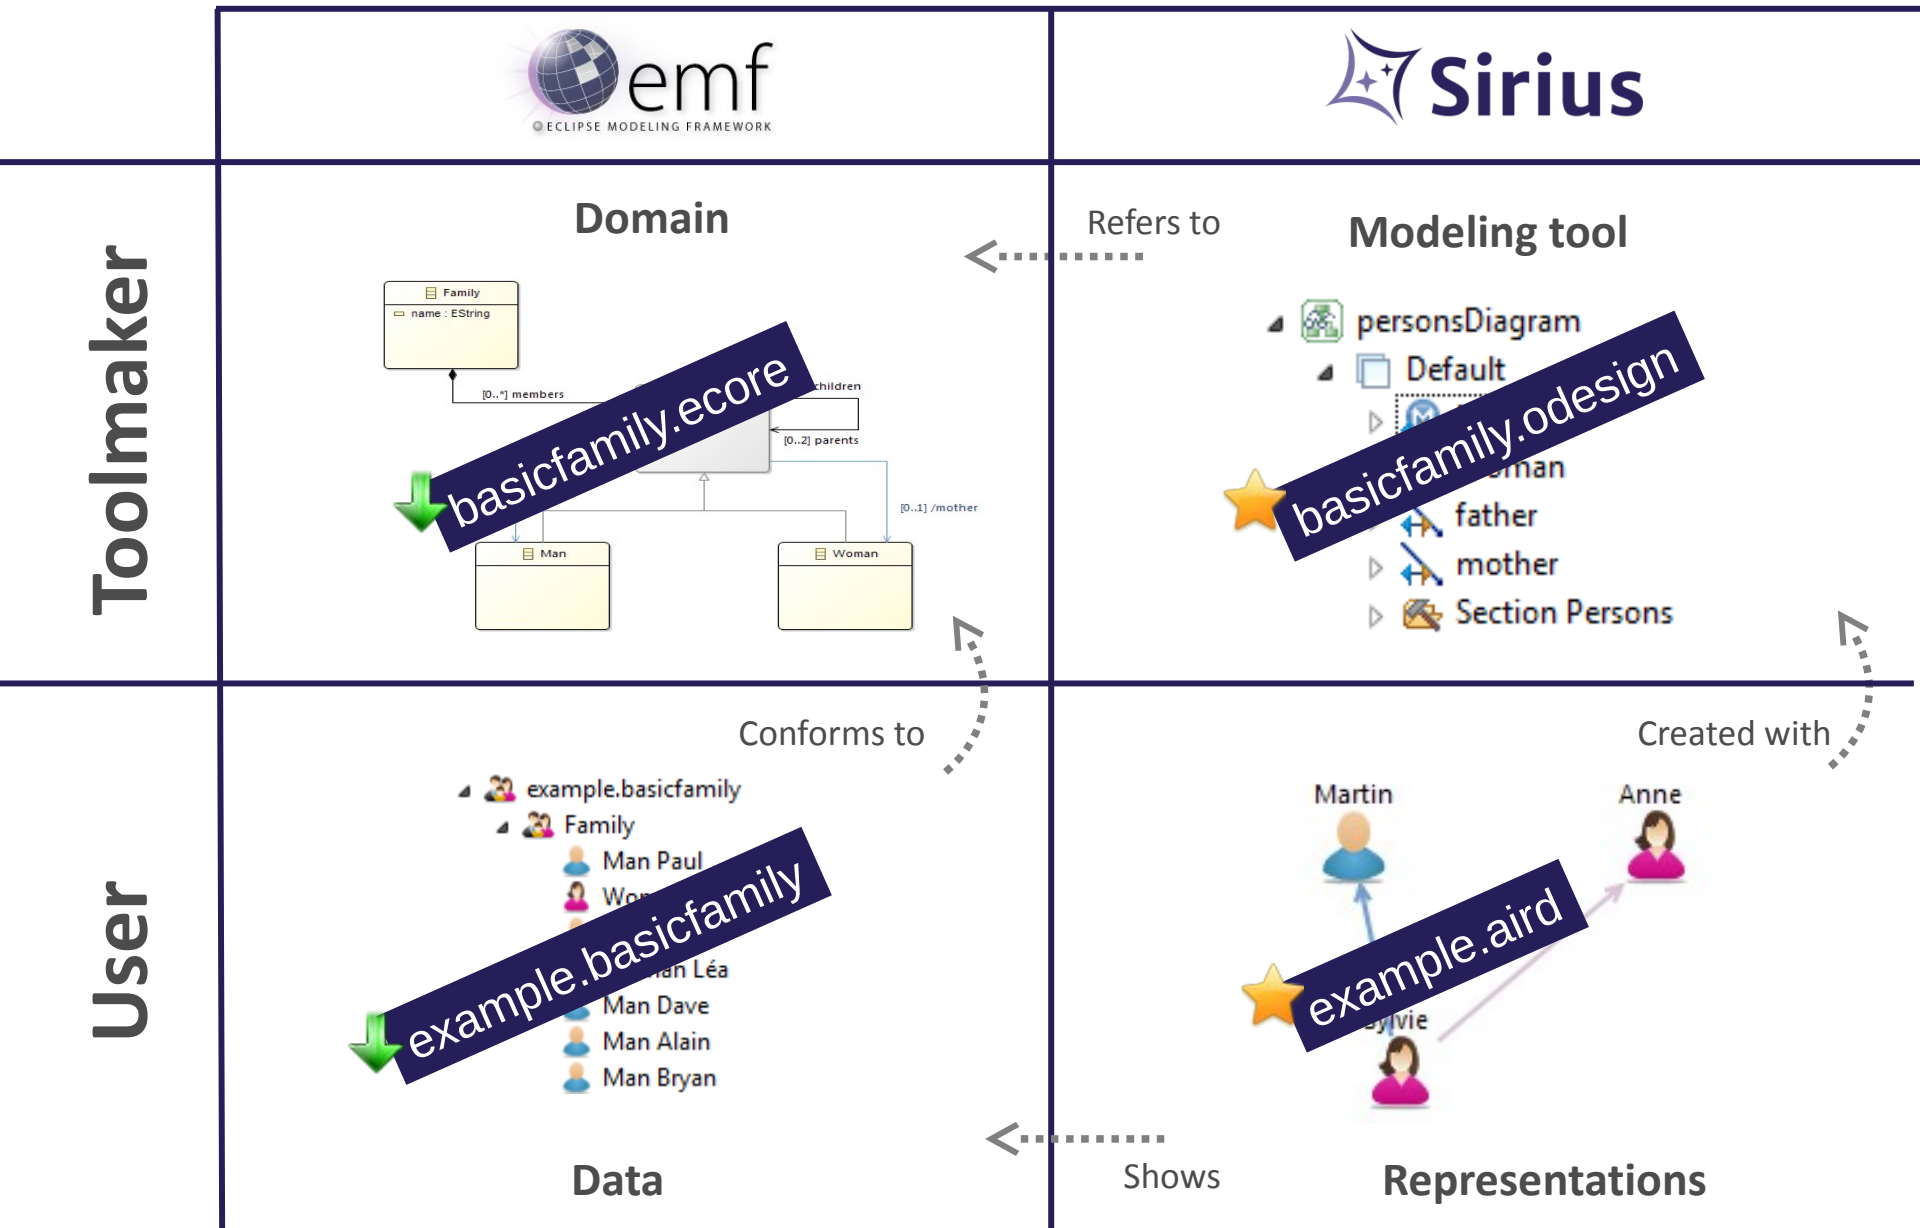 emf
ECLIPSE MODELING FRAMEWORK
Sirius
Toolmaker
Domain
Refers to
Modeling tool
Family
name : EString
[0..*] members
children
[0..2] parents
[0..1] /mother
Man
Woman
basicfamily.ecore
personsDiagram
Default
father
mother
Section Persons
basicfamily.odesign
User
Conforms to
Created with
example.basicfamily
Family
Man Paul
Léa
Man Dave
Man Alain
Man Bryan
example.basicfamily
Martin
Anne
Sylvie
example.aird
Data
Shows
Representations